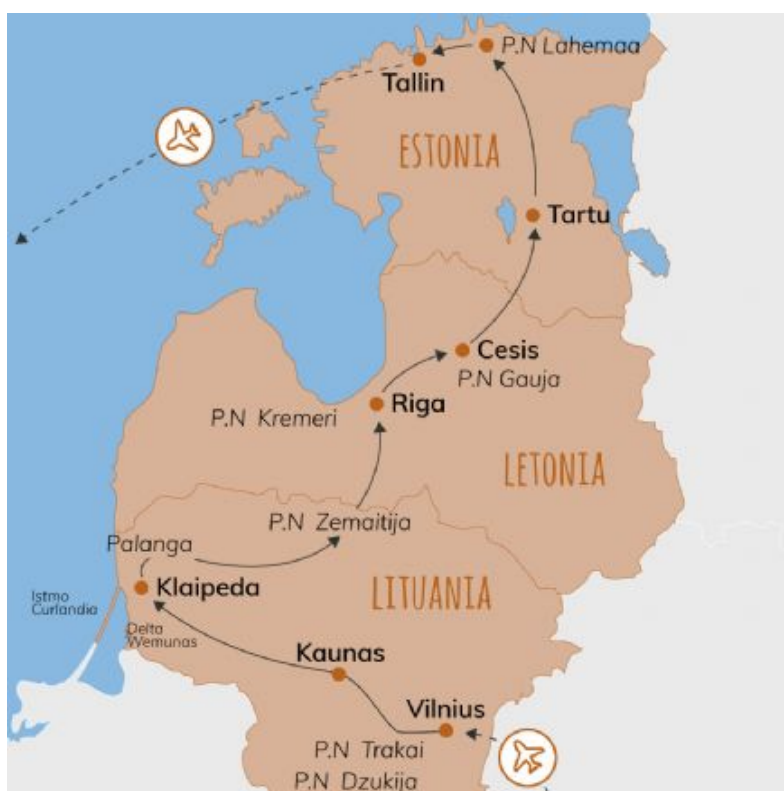 P.N Lahemaa
Tallin
ESTONIA
Tartu
Cesis
P.N Gauja
Riga
P.N Kremeri
LETONIA
P.N Zemaitija
Palanga
Klaipeda
LITUANIA
Istmo
Curlandia
Delta
Wemunas
Kaunas
Vilnius
P.N Trakai
P.N Dzukija